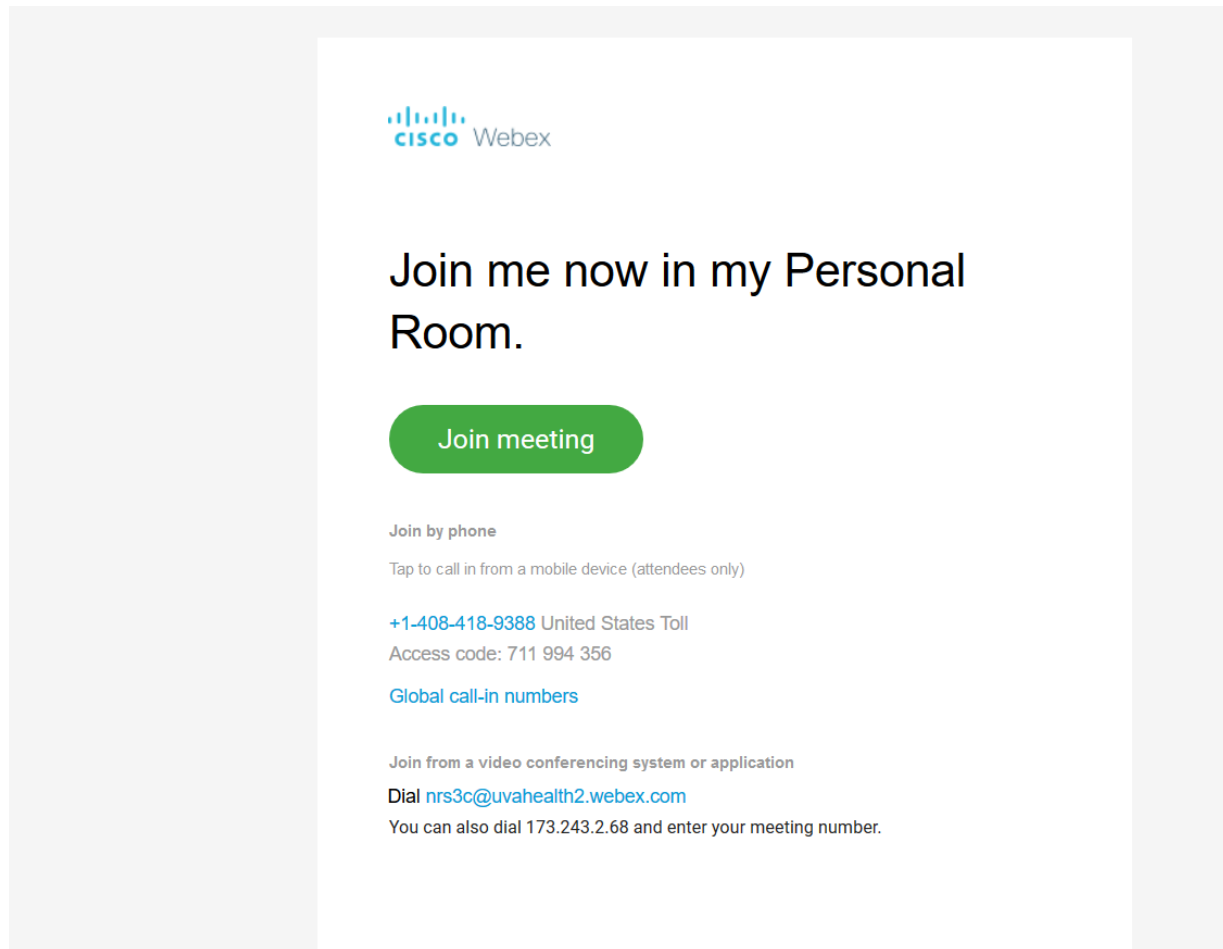 CISCO Webex
Join me now in my Personal
Room.
Join meeting
Join by phone
Tap to call in from a mobile device (attendees only)
+1-408-418-9388 United States Toll
Access code: 711 994 356
Global call-in numbers
Join from a video conferencing system or application
Dial nrs3c@uvahealth2.webex.com
You can also dial 173.243.2.68 and enter your meeting number.